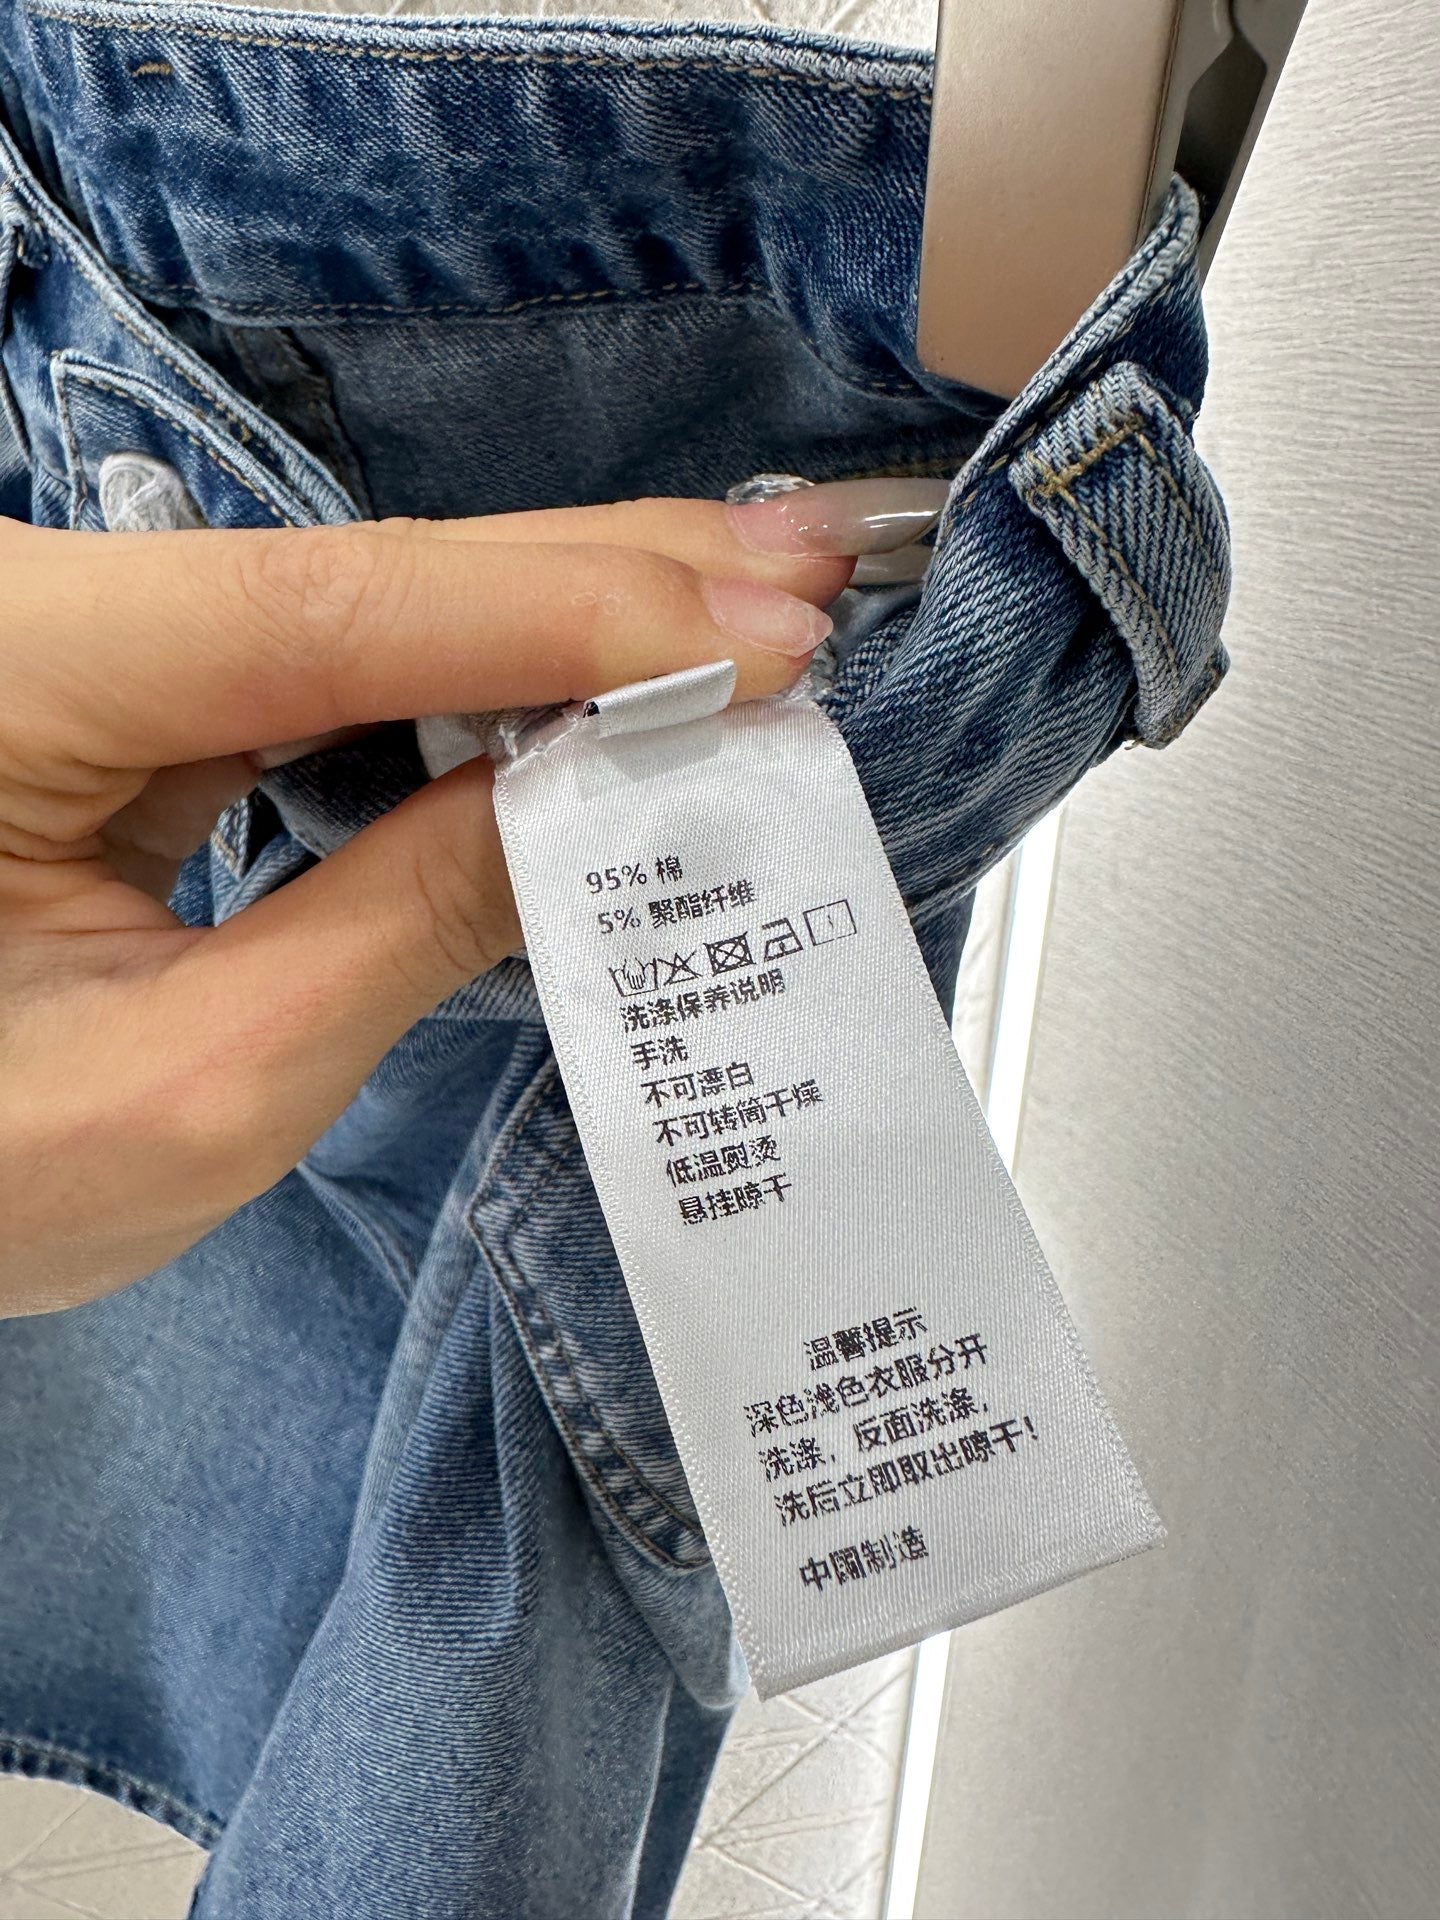 95% 棉
5% 聚酯纤维
洗涤保养说明
手洗
不可漂白
不可转筒干燥
低温熨烫
悬挂晾干
温馨提示
深色浅色衣服分开
洗涤，反面洗涤，
洗后立即取出晾干！
中国制造